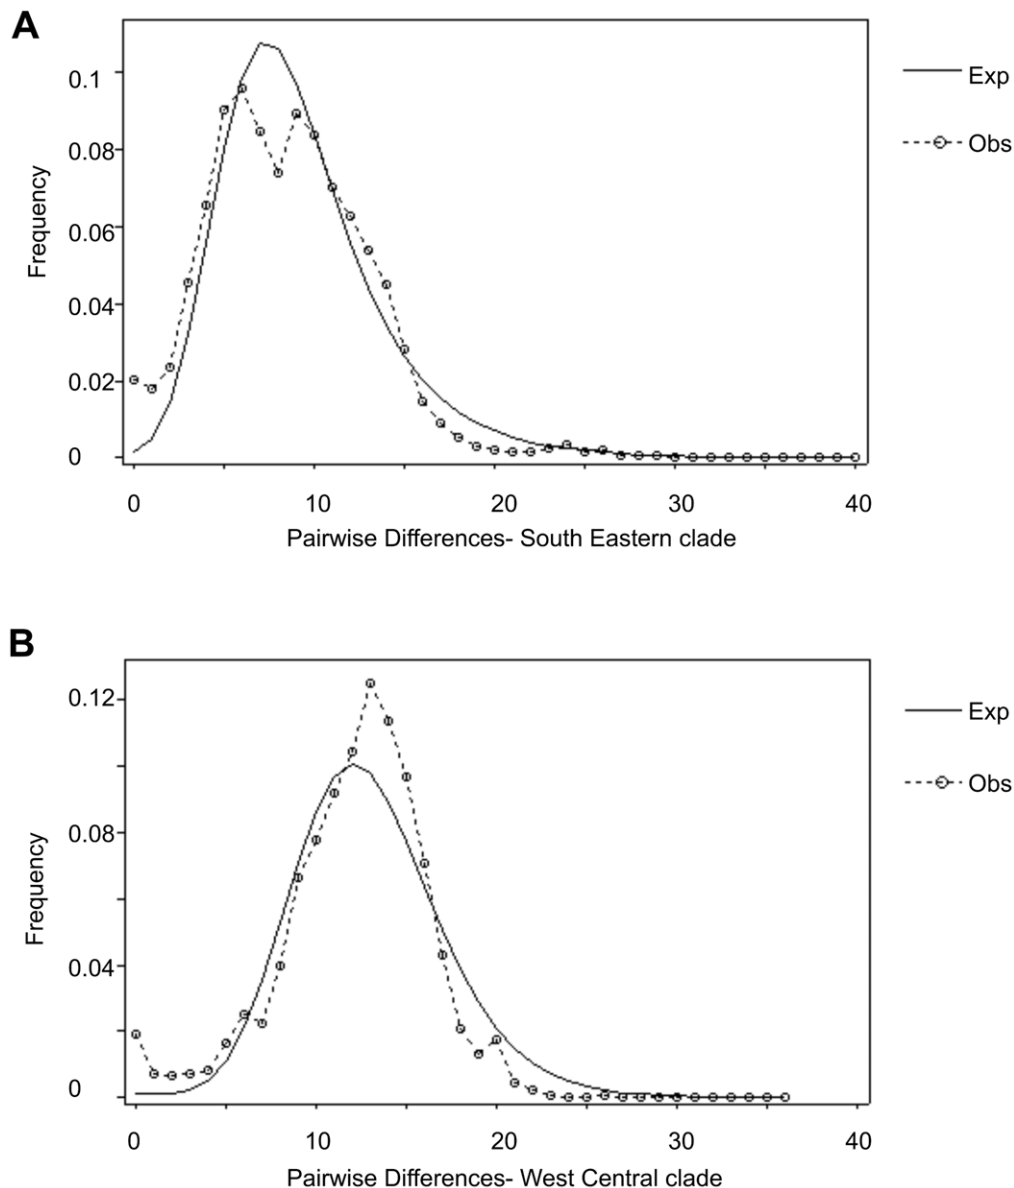 A
Frequency
0.1
0.08
0.06
0.04
0.02
0
0 10 20 30 40
Pairwise Differences- South Eastern clade
Exp
Obs
B
Frequency
0.12
0.08
0.04
0
0 10 20 30 40
Pairwise Differences- West Central clade
Exp
Obs